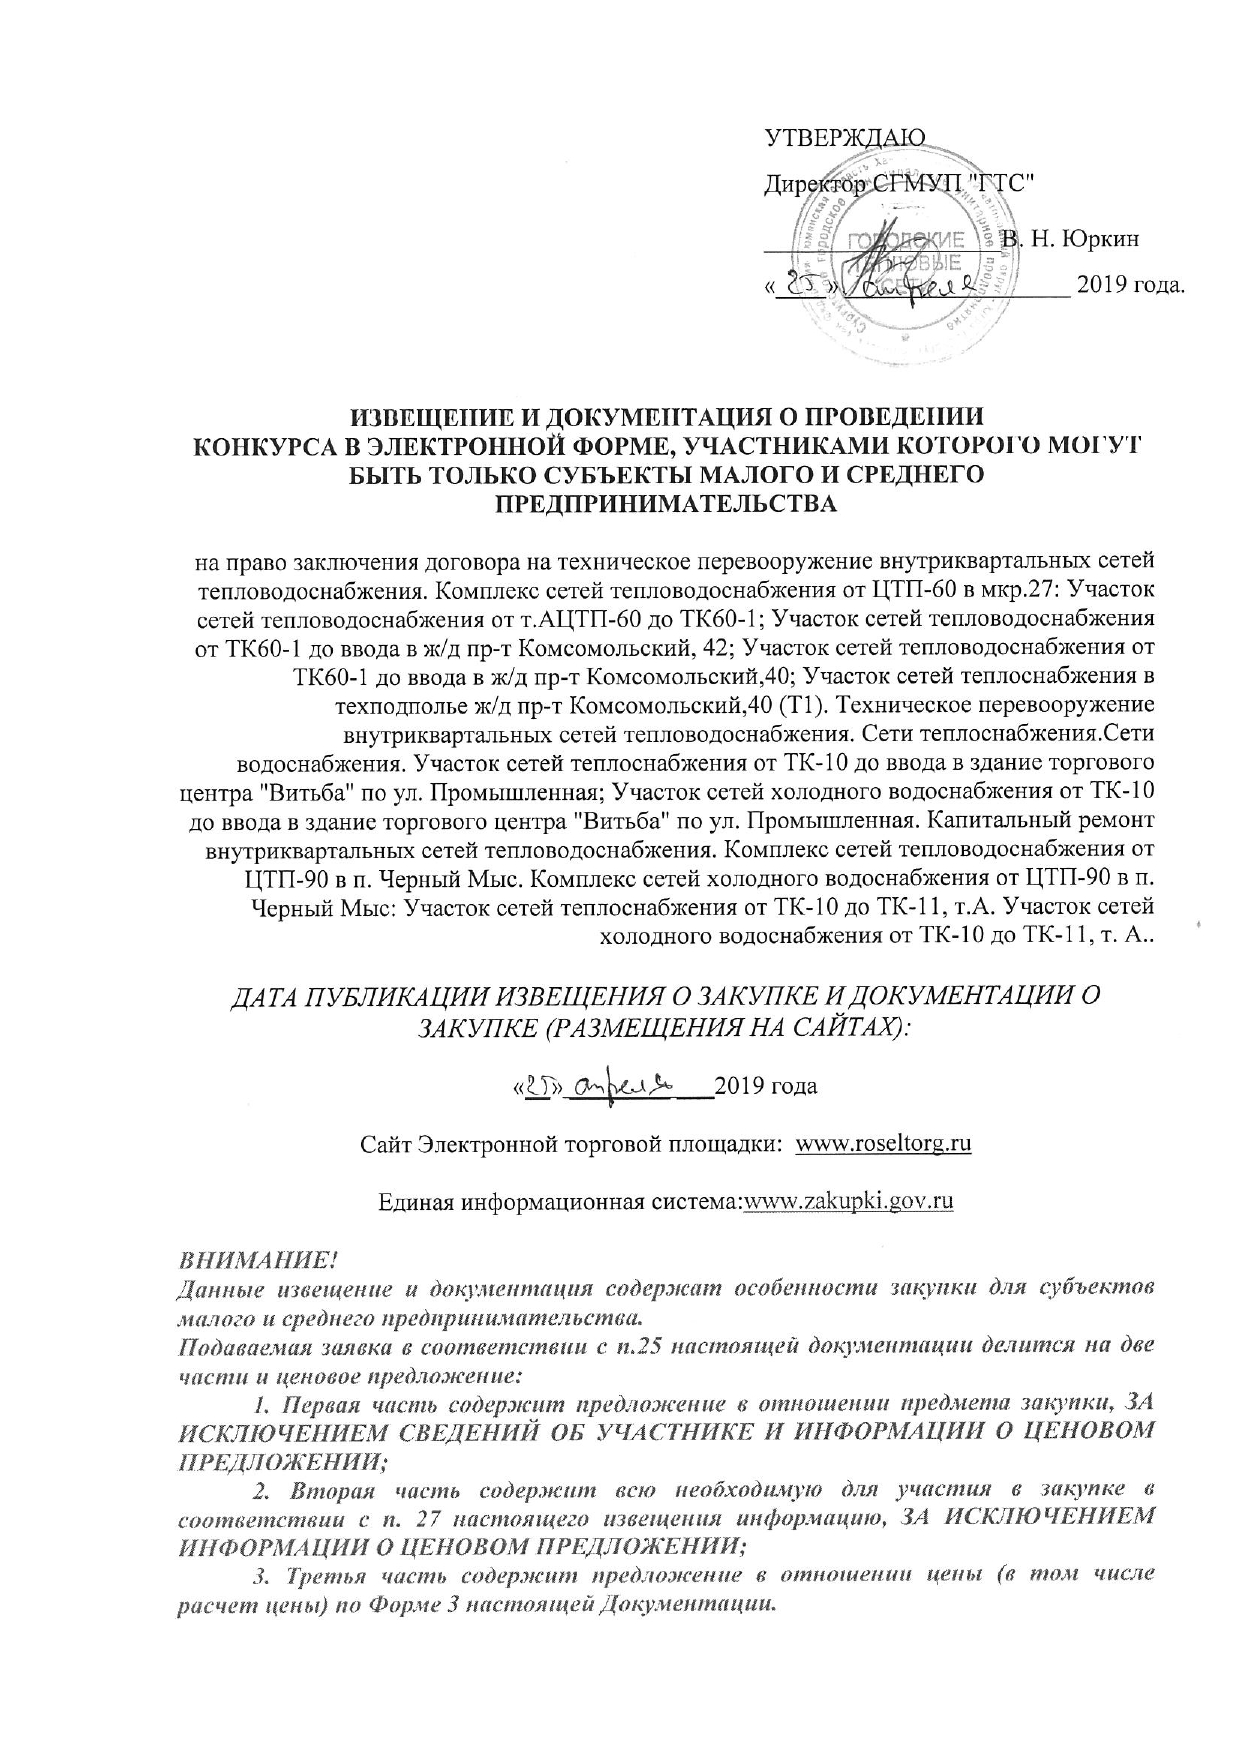 УТВЕРЖДАЮ
Директор СГМУП "ГТС"
В. Н. Юркин
«25» апреля 2019 года.
ГОРОДСКИЕ
ТЕПЛОВЫЕ
СЕТИ
ИЗВЕЩЕНИЕ И ДОКУМЕНТАЦИЯ О ПРОВЕДЕНИИ
КОНКУРСА В ЭЛЕКТРОННОЙ ФОРМЕ, УЧАСТНИКАМИ КОТОРОГО МОГУТ
БЫТЬ ТОЛЬКО СУБЪЕКТЫ МАЛОГО И СРЕДНЕГО
ПРЕДПРИНИМАТЕЛЬСТВА
на право заключения договора на техническое перевооружение внутриквартальных сетей
тепловодоснабжения. Комплекс сетей тепловодоснабжения от ЦТП-60 в мкр.27: Участок
сетей тепловодоснабжения от т.АЦТП-60 до ТК60-1; Участок сетей тепловодоснабжения
от ТК60-1 до ввода в ж/д пр-т Комсомольский, 42; Участок сетей тепловодоснабжения от
ТК60-1 до ввода в ж/д пр-т Комсомольский,40; Участок сетей теплоснабжения в
техподполье ж/д пр-т Комсомольский,40 (Т1). Техническое перевооружение
внутриквартальных сетей тепловодоснабжения. Сети теплоснабжения.Сети
водоснабжения. Участок сетей теплоснабжения от ТК-10 до ввода в здание торгового
центра "Витьба" по ул. Промышленная; Участок сетей холодного водоснабжения от ТК-10
до ввода в здание торгового центра "Витьба" по ул. Промышленная. Капитальный ремонт
внутриквартальных сетей тепловодоснабжения. Комплекс сетей тепловодоснабжения от
ЦТП-90 в п. Черный Мыс. Комплекс сетей холодного водоснабжения от ЦТП-90 в п.
Черный Мыс: Участок сетей теплоснабжения от ТК-10 до ТК-11, т.А. Участок сетей
холодного водоснабжения от ТК-10 до ТК-11, т. А..
ДАТА ПУБЛИКАЦИИ ИЗВЕЩЕНИЯ О ЗАКУПКЕ И ДОКУМЕНТАЦИИ О
ЗАКУПКЕ (РАЗМЕЩЕНИЯ НА САЙТАХ):
«25» апреля 2019 года
Сайт Электронной торговой площадки: www.roseltorg.ru
Единая информационная система:www.zakupki.gov.ru
ВНИМАНИЕ!
Данные извещение и документация содержат особенности закупки для субъектов
малого и среднего предпринимательства.
Подаваемая заявка в соответствии с п.25 настоящей документации делится на две
части и ценовое предложение:
1. Первая часть содержит предложение в отношении предмета закупки, ЗА
ИСКЛЮЧЕНИЕМ СВЕДЕНИЙ ОБ УЧАСТНИКЕ И ИНФОРМАЦИИ О ЦЕНОВОМ
ПРЕДЛОЖЕНИИ;
2. Вторая часть содержит всю необходимую для участия в закупке в
соответствии с п. 27 настоящего извещения информацию, ЗА ИСКЛЮЧЕНИЕМ
ИНФОРМАЦИИ О ЦЕНОВОМ ПРЕДЛОЖЕНИИ;
3. Третья часть содержит предложение в отношении цены (в том числе
расчет цены) по Форме 3 настоящей Документации.